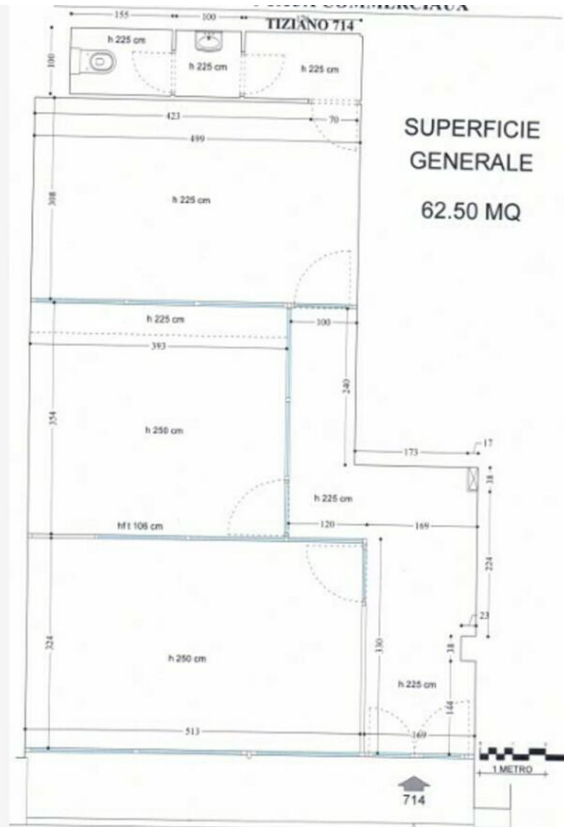 TIZIANO 714
155
100
h 225 cm
h 225 cm
h 225 cm
100
423
70
499
SUPERFICIE
GENERALE
62.50 MQ
308
h 225 cm
h 225 cm
100
393
354
240
h 250 cm
173
17
38
h 225 cm
hf t 106 cm
120
169
224
23
324
330
38
h 250 cm
h 225 cm
144
513
169
1.METRO
714